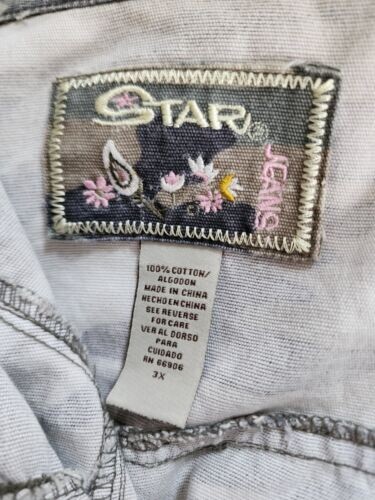 STAR
JEANS
100% COTTON/
ALGODON
MADE IN CHINA
HECHO EN CHINA
SEE REVERSE
FOR CARE
VER AL DORSO
PARA
CUIDADO
RN 66906
3X